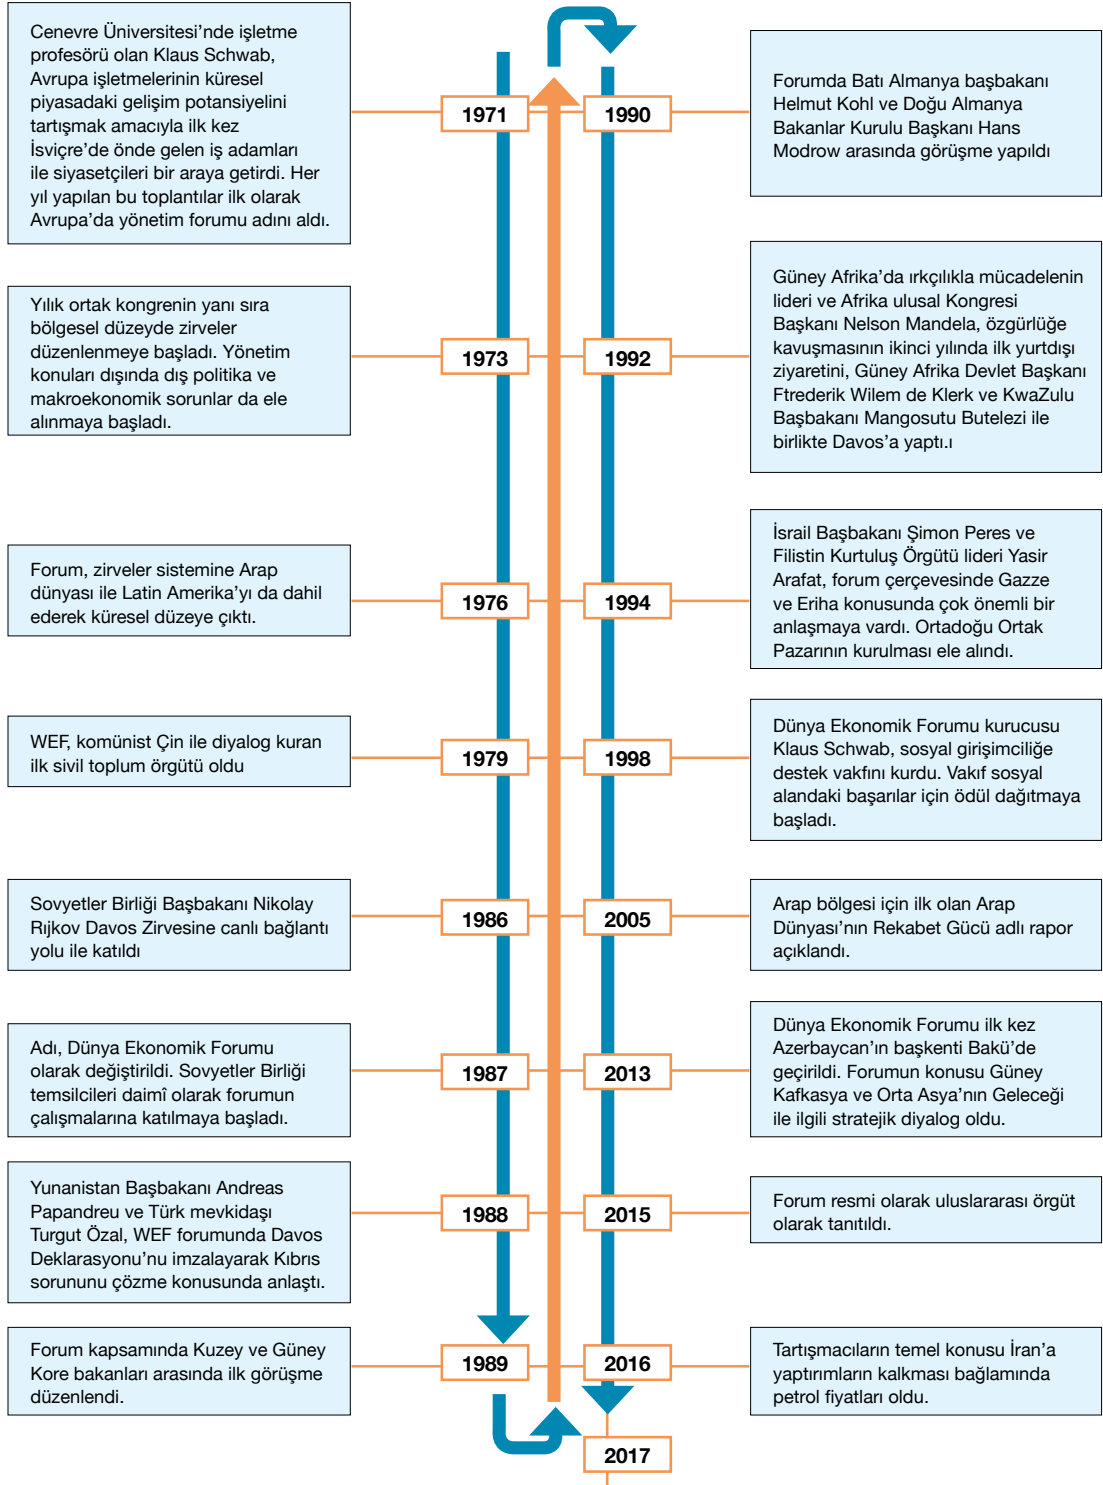 Cenevre Üniversitesi’nde işletme
profesörü olan Klaus Schwab,
Avrupa işletmelerinin küresel
piyasadaki gelişim potansiyelini
tartışmak amacıyla ilk kez
İsviçre’de önde gelen iş adamları
ile siyasetçileri bir araya getirdi. Her
yıl yapılan bu toplantılar ilk olarak
Avrupa’da yönetim forumu adını aldı.
1971
Yılık ortak kongrenin yanı sıra
bölgesel düzeyde zirveler
düzenlenmeye başladı. Yönetim
konuları dışında dış politika ve
makroekonomik sorunlar da ele
alınmaya başladı.
1973
Forum, zirveler sistemine Arap
dünyası ile Latin Amerika’yı da dahil
ederek küresel düzeye çıktı.
1976
WEF, komünist Çin ile diyalog kuran
ilk sivil toplum örgütü oldu
1979
Sovyetler Birliği Başbakanı Nikolay
Rıjkov Davos Zirvesine canlı bağlantı
yolu ile katıldı
1986
Adı, Dünya Ekonomik Forumu
olarak değiştirildi. Sovyetler Birliği
temsilcileri daimî olarak forumun
çalışmalarına katılmaya başladı.
1987
Yunanistan Başbakanı Andreas
Papandreu ve Türk mevkidaşı
Turgut Özal, WEF forumunda Davos
Deklarasyonu’nu imzalayarak Kıbrıs
sorununu çözme konusunda anlaştı.
1988
Forum kapsamında Kuzey ve Güney
Kore bakanları arasında ilk görüşme
düzenlendi.
1989
1990
Forumda Batı Almanya başbakanı
Helmut Kohl ve Doğu Almanya
Bakanlar Kurulu Başkanı Hans
Modrow arasında görüşme yapıldı
1992
Güney Afrika’da ırkçılıkla mücadelenin
lideri ve Afrika ulusal Kongresi
Başkanı Nelson Mandela, özgürlüğe
kavuşmasının ikinci yılında ilk yurtdışı
ziyaretini, Güney Afrika Devlet Başkanı
Ftrederik Wilem de Klerk ve KwaZulu
Başbakanı Mangosutu Butelezi ile
birlikte Davos’a yaptı.ı
1994
İsrail Başbakanı Şimon Peres ve
Filistin Kurtuluş Örgütü lideri Yasir
Arafat, forum çerçevesinde Gazze
ve Eriha konusunda çok önemli bir
anlaşmaya vardı. Ortadoğu Ortak
Pazarının kurulması ele alındı.
1998
Dünya Ekonomik Forumu kurucusu
Klaus Schwab, sosyal girişimciliğe
destek vakfını kurdu. Vakıf sosyal
alandaki başarılar için ödül dağıtmaya
başladı.
2005
Arap bölgesi için ilk olan Arap
Dünyası’nın Rekabet Gücü adlı rapor
açıklandı.
2013
Dünya Ekonomik Forumu ilk kez
Azerbaycan’ın başkenti Bakü’de
geçirildi. Forumun konusu Güney
Kafkasya ve Orta Asya’nın Geleceği
ile ilgili stratejik diyalog oldu.
2015
Forum resmi olarak uluslararası örgüt
olarak tanıtıldı.
2016
Tartışmacıların temel konusu İran’a
yaptırımların kalkması bağlamında
petrol fiyatları oldu.
2017